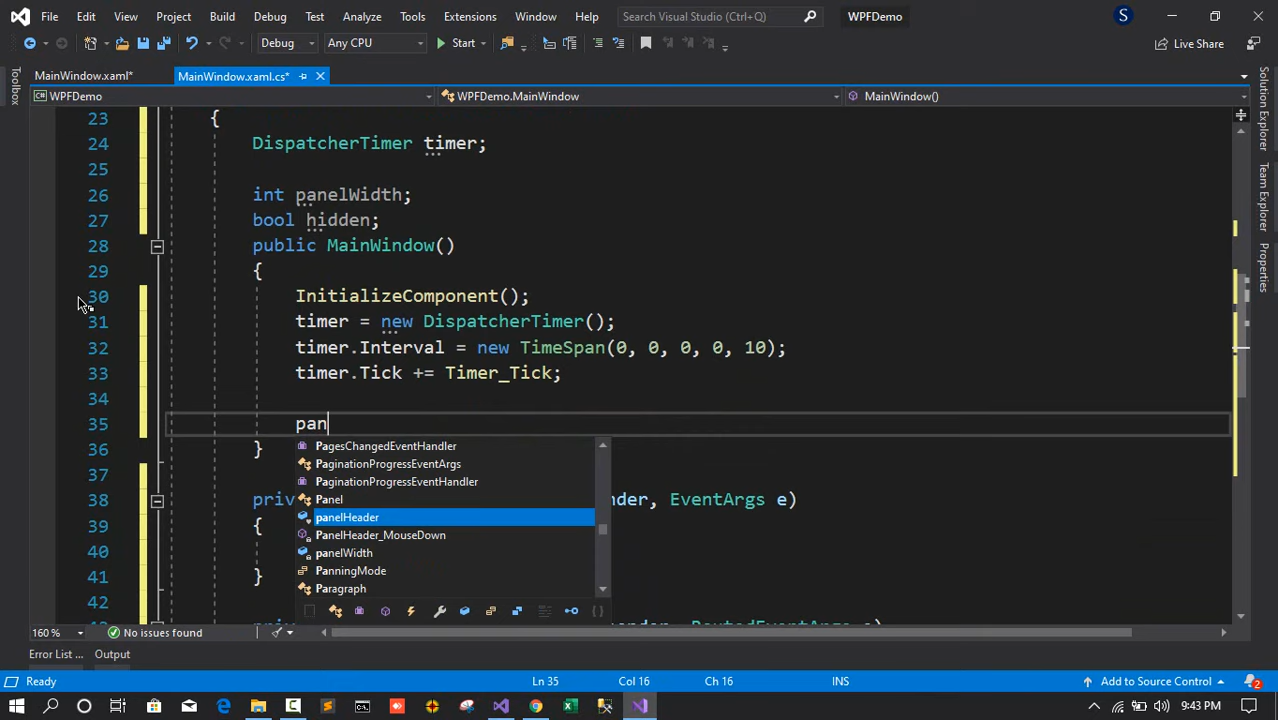 File Edit View Project Build Debug Test Analyze Tools Extensions Window Help Search Visual Studio WPFDemo S
Debug Any CPU Start Live Share
MainWindow.xaml* MainWindow.xaml.cs*
WPFDemo WPFDemo.MainWindow MainWindow()
Toolbox
Solution Explorer
Team Explorer
Properties
23 {
24 DispatcherTimer timer;
25
26 int panelWidth;
27 bool hidden;
28 public MainWindow()
29 {
30 InitializeComponent();
31 timer = new DispatcherTimer();
32 timer.Interval = new TimeSpan(0, 0, 0, 0, 10);
33 timer.Tick += Timer_Tick;
34
35 pan
36 }
37
38 priv nder, EventArgs e)
39 {
40
41 }
42
PagesChangedEventHandler
PaginationProgressEventArgs
PaginationProgressEventHandler
Panel
panelHeader
PanelHeader_MouseDown
panelWidth
PanningMode
Paragraph
160 % No issues found
Error List ... Output
Ready Ln 35 Col 16 Ch 16 INS Add to Source Control 2
9:43 PM